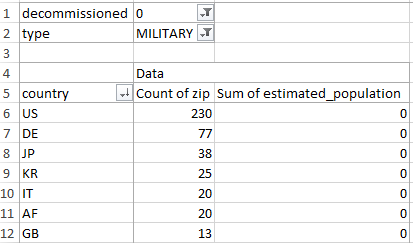 1 decommissioned 0
2 type MILITARY
3
4 Data
5 country Count of zip Sum of estimated_population
6 US 230 0
7 DE 77 0
8 JP 38 0
9 KR 25 0
10 IT 20 0
11 AF 20 0
12 GB 13 0